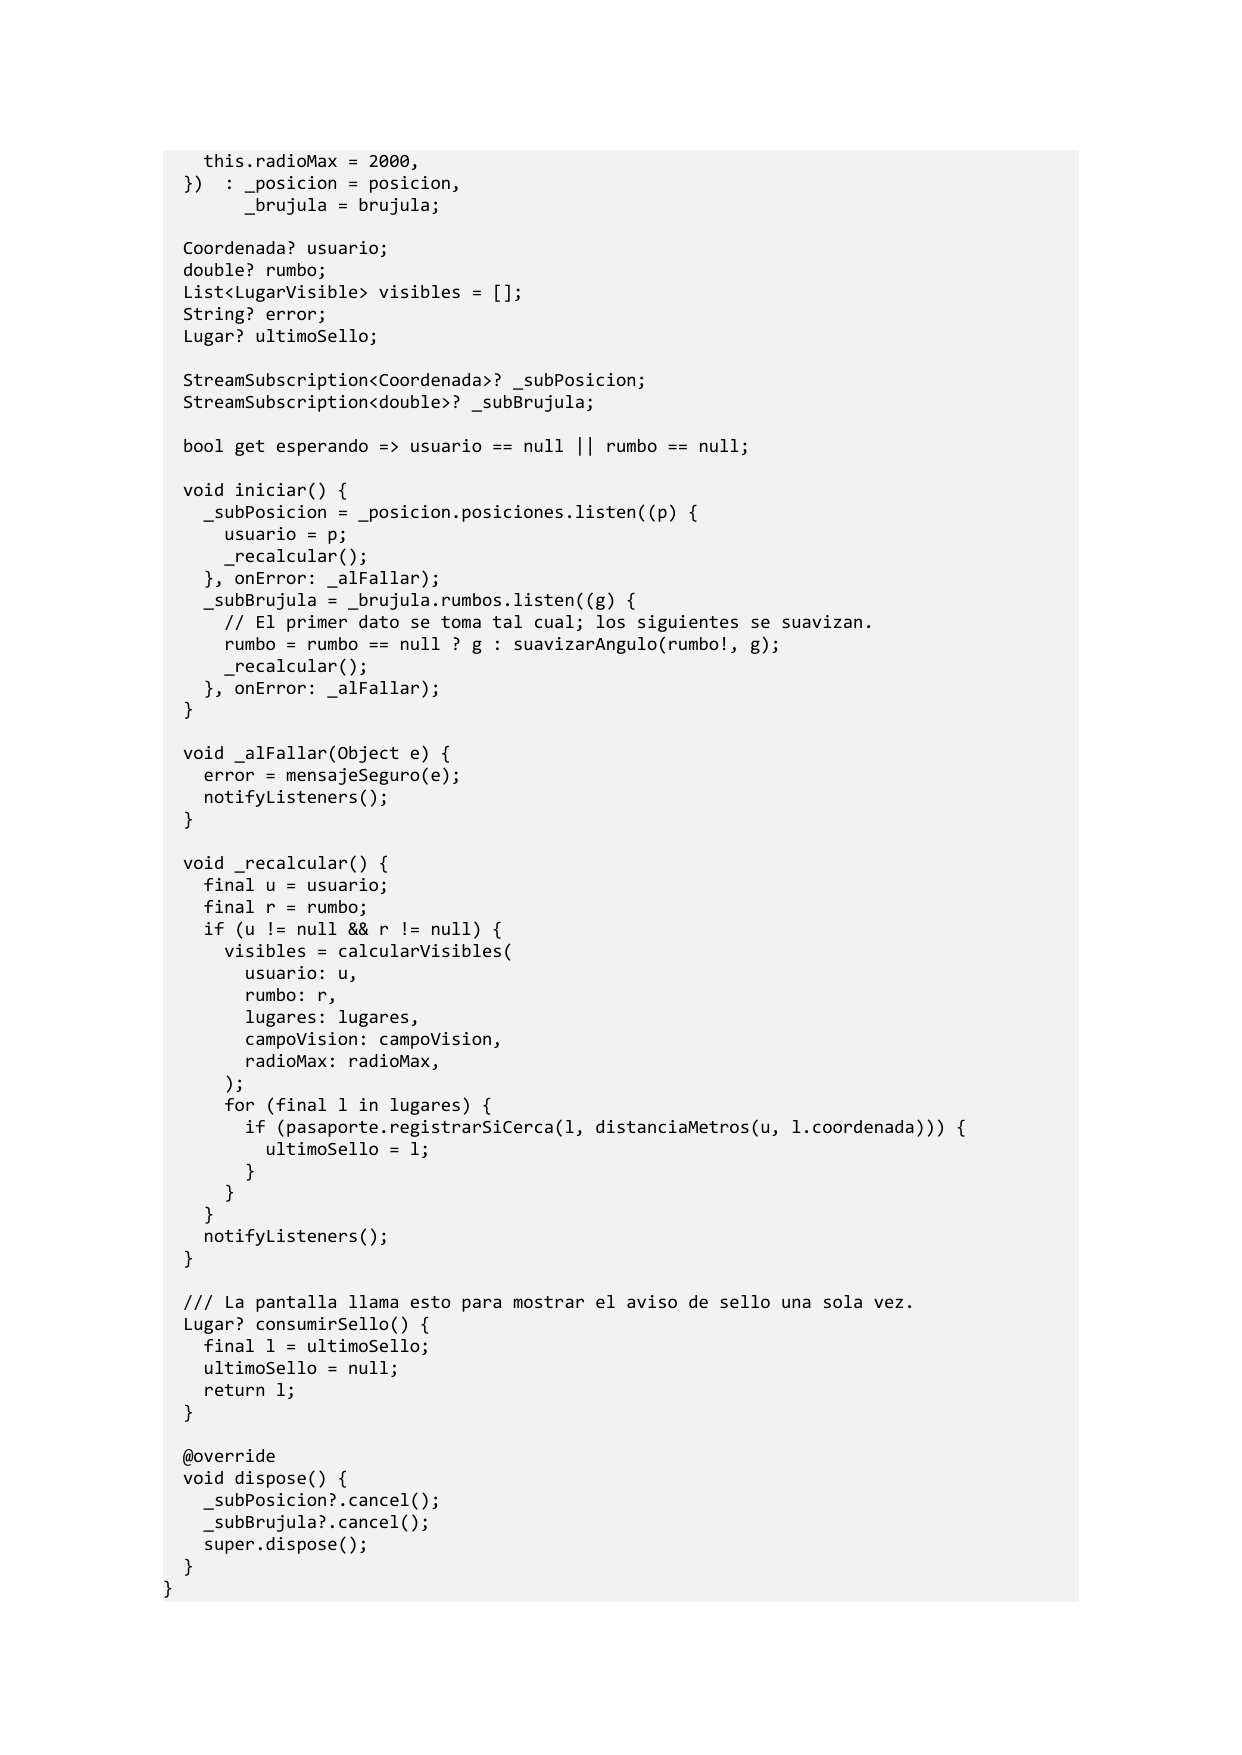 this.radioMax = 2000,
  })  : _posicion = posicion,
        _brujula = brujula;

  Coordenada? usuario;
  double? rumbo;
  List<LugarVisible> visibles = [];
  String? error;
  Lugar? ultimoSello;

  StreamSubscription<Coordenada>? _subPosicion;
  StreamSubscription<double>? _subBrujula;

  bool get esperando => usuario == null || rumbo == null;

  void iniciar() {
    _subPosicion = _posicion.posiciones.listen((p) {
      usuario = p;
      _recalcular();
    }, onError: _alFallar);
    _subBrujula = _brujula.rumbos.listen((g) {
      // El primer dato se toma tal cual; los siguientes se suavizan.
      rumbo = rumbo == null ? g : suavizarAngulo(rumbo!, g);
      _recalcular();
    }, onError: _alFallar);
  }

  void _alFallar(Object e) {
    error = mensajeSeguro(e);
    notifyListeners();
  }

  void _recalcular() {
    final u = usuario;
    final r = rumbo;
    if (u != null && r != null) {
      visibles = calcularVisibles(
        usuario: u,
        rumbo: r,
        lugares: lugares,
        campoVision: campoVision,
        radioMax: radioMax,
      );
      for (final l in lugares) {
        if (pasaporte.registrarSiCerca(l, distanciaMetros(u, l.coordenada))) {
          ultimoSello = l;
        }
      }
    }
    notifyListeners();
  }

  /// La pantalla llama esto para mostrar el aviso de sello una sola vez.
  Lugar? consumirSello() {
    final l = ultimoSello;
    ultimoSello = null;
    return l;
  }

  @override
  void dispose() {
    _subPosicion?.cancel();
    _subBrujula?.cancel();
    super.dispose();
  }
}